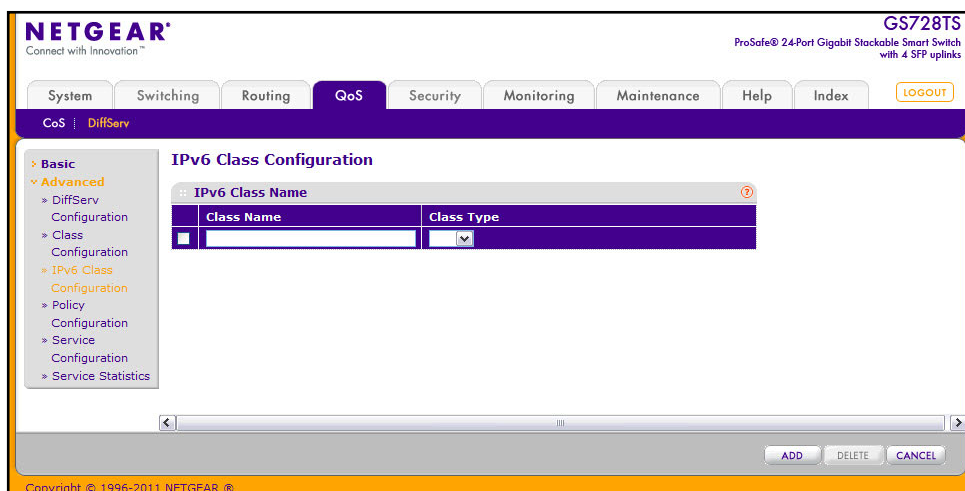 NETGEAR®
Connect with Innovation™
GS728TS
ProSafe® 24-Port Gigabit Stackable Smart Switch
with 4 SFP uplinks
System Switching Routing QoS Security Monitoring Maintenance Help Index LOGOUT
CoS DiffServ
Basic
Advanced
» DiffServ
Configuration
» Class
Configuration
» IPv6 Class
Configuration
» Policy
Configuration
» Service
Configuration
» Service Statistics
IPv6 Class Configuration
IPv6 Class Name ?
Class Name Class Type
ADD DELETE CANCEL
Copyright © 1996-2011 NETGEAR ®